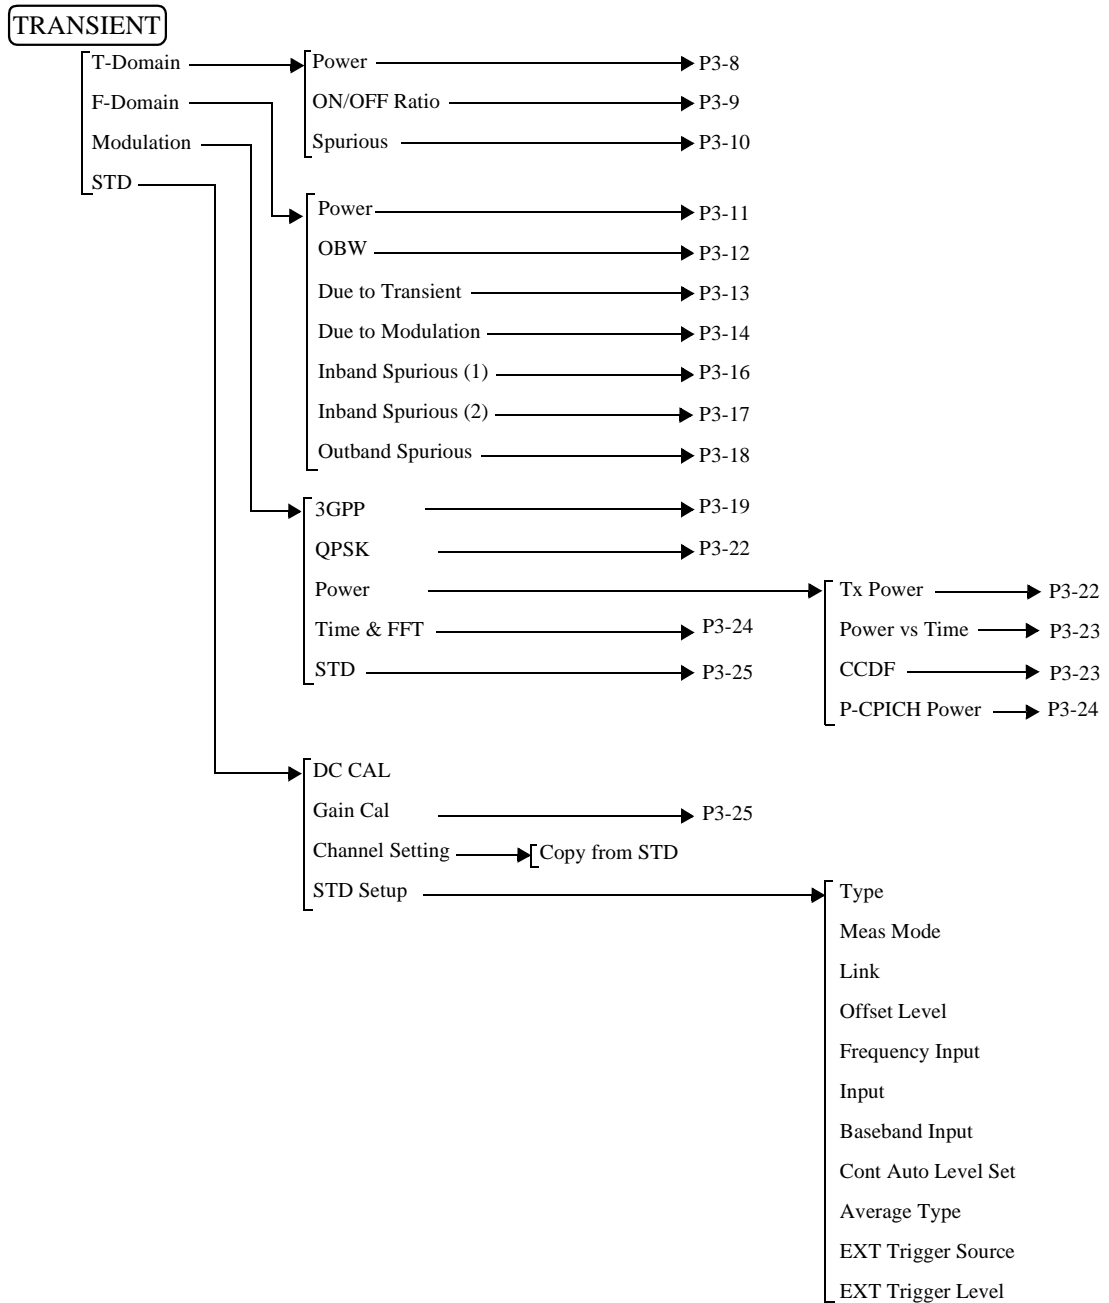 TRANSIENT
T-Domain
F-Domain
Modulation
STD
Power P3-8
ON/OFF Ratio P3-9
Spurious P3-10
Power P3-11
OBW P3-12
Due to Transient P3-13
Due to Modulation P3-14
Inband Spurious (1) P3-16
Inband Spurious (2) P3-17
Outband Spurious P3-18
3GPP P3-19
QPSK P3-22
Power
Time & FFT P3-24
STD P3-25
Tx Power P3-22
Power vs Time P3-23
CCDF P3-23
P-CPICH Power P3-24
DC CAL
Gain Cal P3-25
Channel Setting Copy from STD
STD Setup
Type
Meas Mode
Link
Offset Level
Frequency Input
Input
Baseband Input
Cont Auto Level Set
Average Type
EXT Trigger Source
EXT Trigger Level